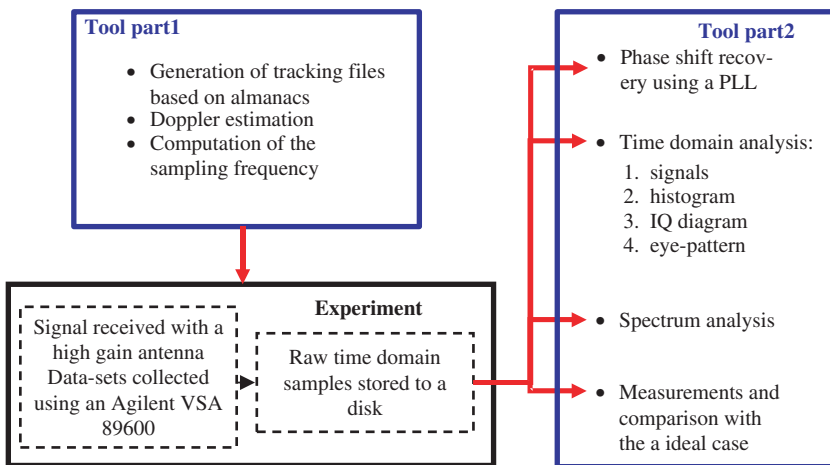 Tool part1
• Generation of tracking files
based on almanacs
• Doppler estimation
• Computation of the
sampling frequency
Experiment
Signal received with a
high gain antenna
Data-sets collected
using an Agilent VSA
89600
Raw time domain
samples stored to a
disk
Tool part2
• Phase shift recov-
ery using a PLL
• Time domain analysis:
1. signals
2. histogram
3. IQ diagram
4. eye-pattern
• Spectrum analysis
• Measurements and
comparison with
the a ideal case